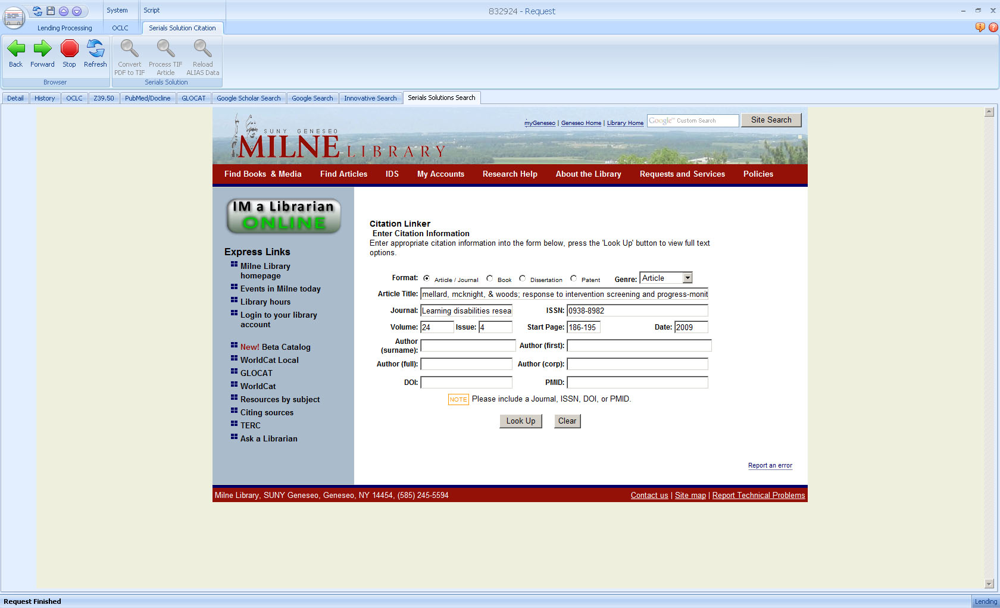 System
Script
832924 - Request
Lending Processing
OCLC
Serials Solution Citation
Back
Forward
Stop
Refresh
Convert PDF to TIF
Process TIF Article
Reload ALIAS Data
Browser
Serials Solution
Detail
History
OCLC
Z39.50
PubMed/Docline
GLOCAT
Google Scholar Search
Google Search
Innovative Search
Serials Solutions Search
SUNY GENESEO
MILNE LIBRARY
myGeneseo | Geneseo Home | Library Home
Google™ Custom Search
Site Search
Find Books & Media
Find Articles
IDS
My Accounts
Research Help
About the Library
Requests and Services
Policies
IM a Librarian
ONLINE
Express Links
Milne Library
homepage
Events in Milne today
Library hours
Login to your library
account
New! Beta Catalog
WorldCat Local
GLOCAT
WorldCat
Resources by subject
Citing sources
TERC
Ask a Librarian
Citation Linker
Enter Citation Information
Enter appropriate citation information into the form below, press the 'Look Up' button to view full text
options.
Format: Article / Journal Book Dissertation Patent Genre: Article
Article Title: mellard, mcknight, & woods; response to intervention screening and progress-monit
Journal: Learning disabilities resea ISSN: 0938-8982
Volume: 24 Issue: 4 Start Page: 186-195 Date: 2009
Author (surname): Author (first):
Author (full): Author (corp):
DOI: PMID:
NOTE Please include a Journal, ISSN, DOI, or PMID.
Look Up
Clear
Report an error
Milne Library, SUNY Geneseo, Geneseo, NY 14454, (585) 245-5594
Contact us | Site map | Report Technical Problems
Request Finished
Lending